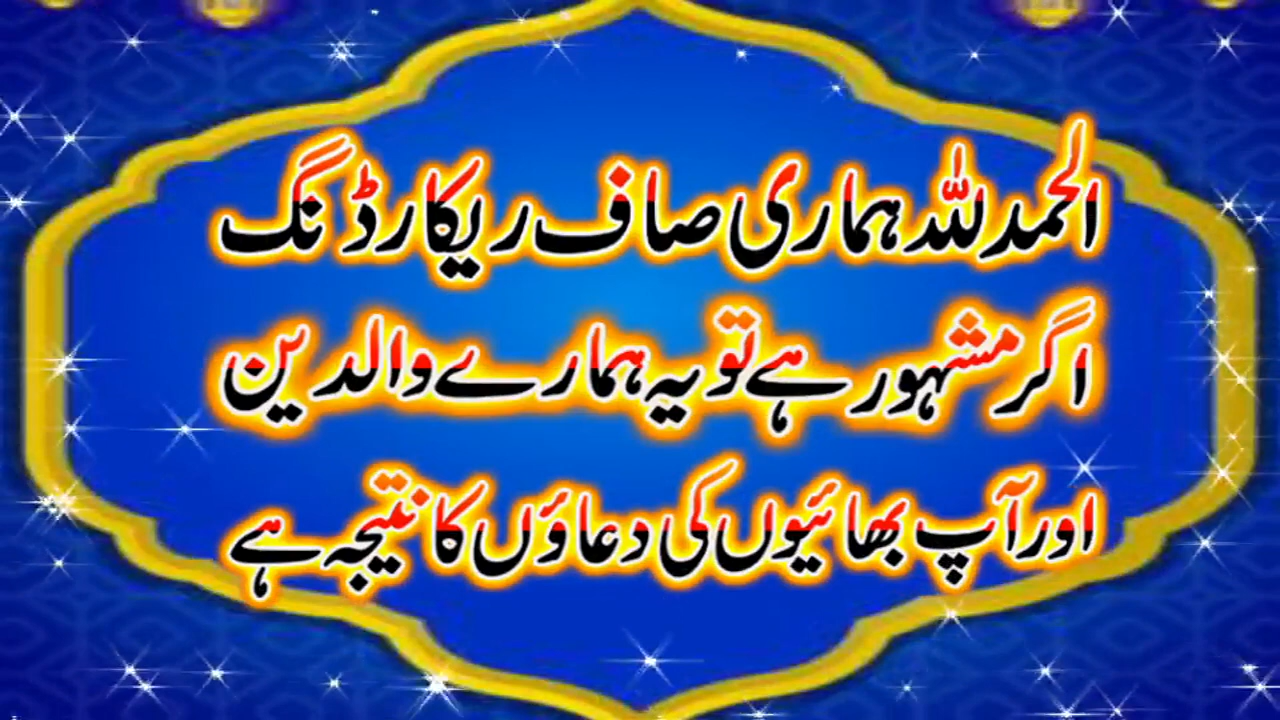 الحمدللہ ہماری صاف ریکارڈنگ
اگر مشہور ہے تو یہ ہمارے والدین
اور آپ بھائیوں کی دعاؤں کا نتیجہ ہے